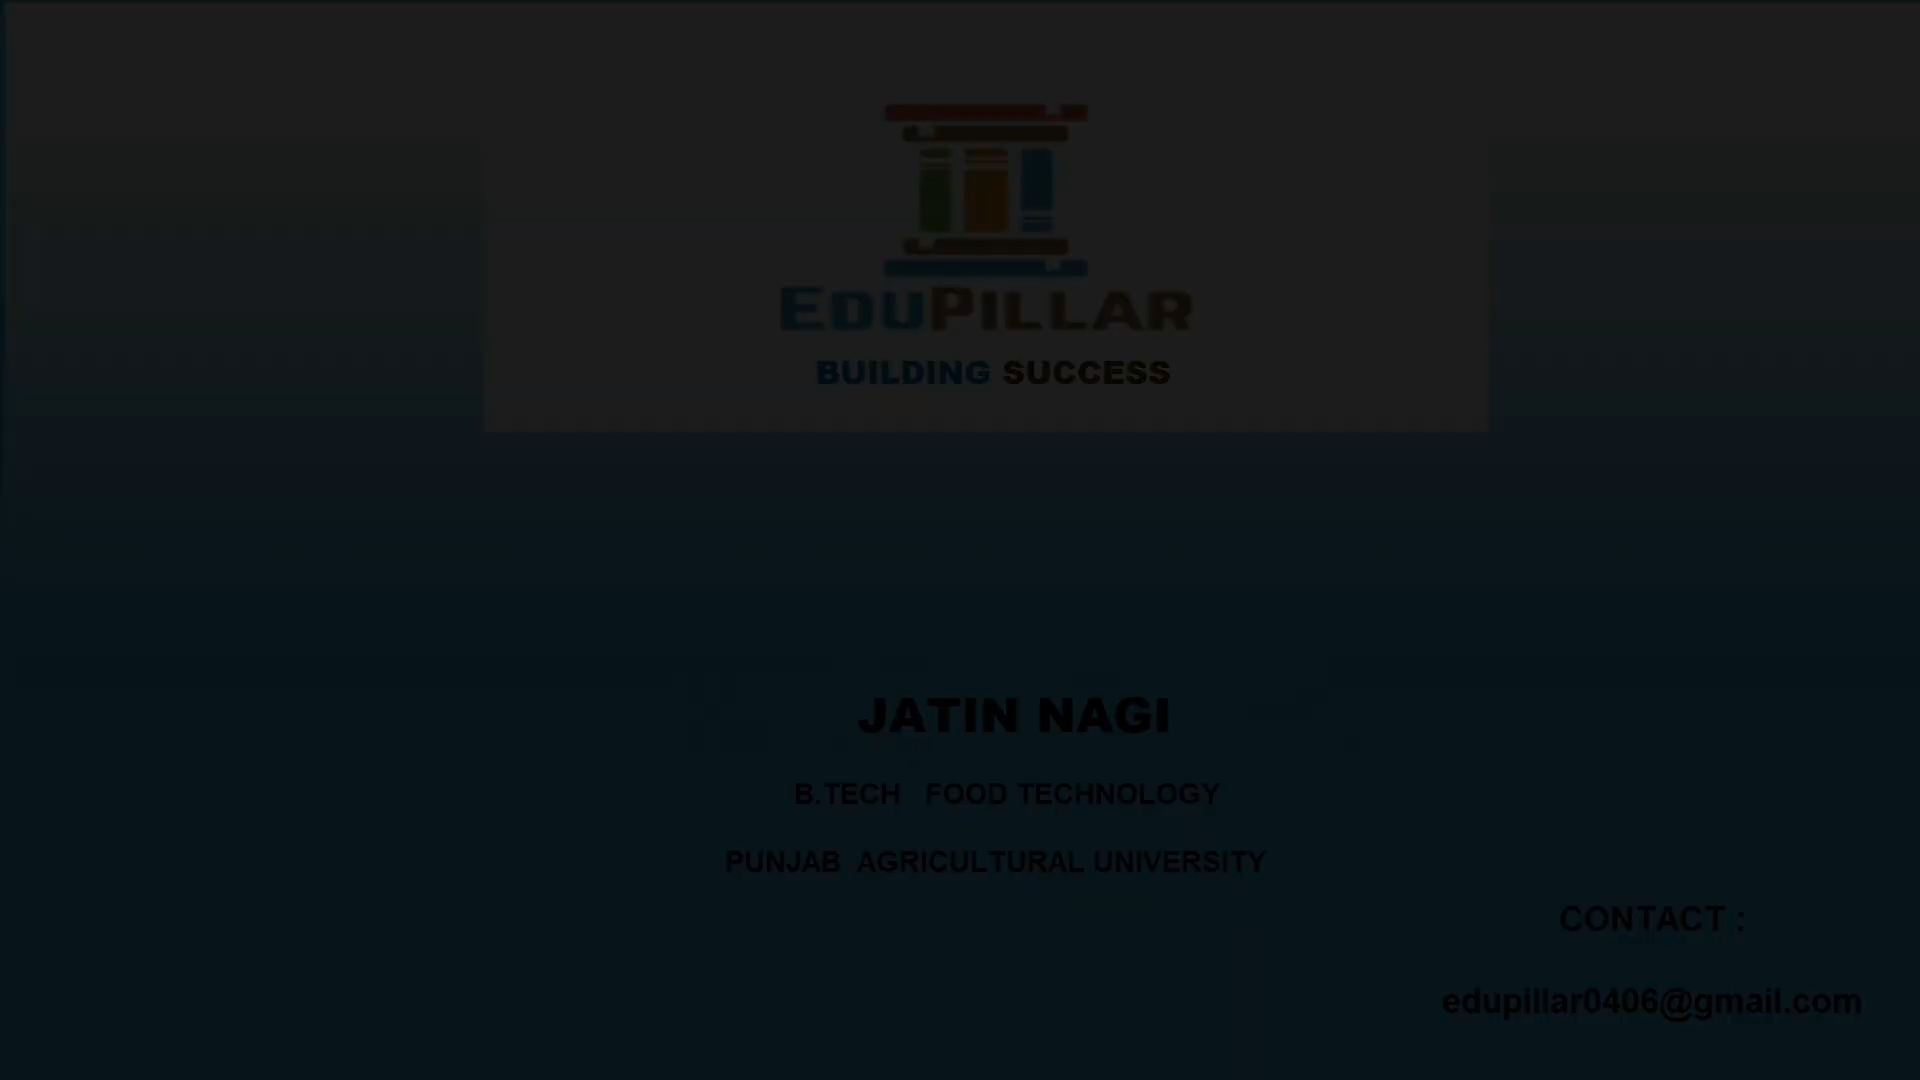 EDUPILLAR
BUILDING SUCCESS
JATIN NAGI
B.TECH FOOD TECHNOLOGY
PUNJAB AGRICULTURAL UNIVERSITY
CONTACT :
edupillar0406@gmail.com